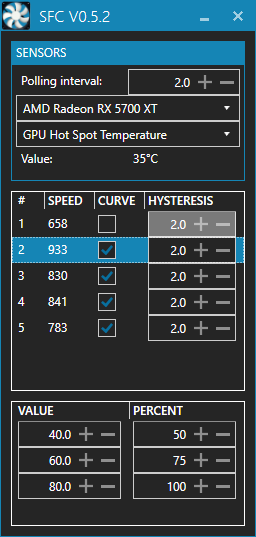 SFC V0.5.2
SENSORS
Polling interval: 2.0
AMD Radeon RX 5700 XT
GPU Hot Spot Temperature
Value: 35°C
# SPEED CURVE HYSTERESIS
1 658 2.0
2 933 2.0
3 830 2.0
4 841 2.0
5 783 2.0
VALUE PERCENT
40.0 50
60.0 75
80.0 100